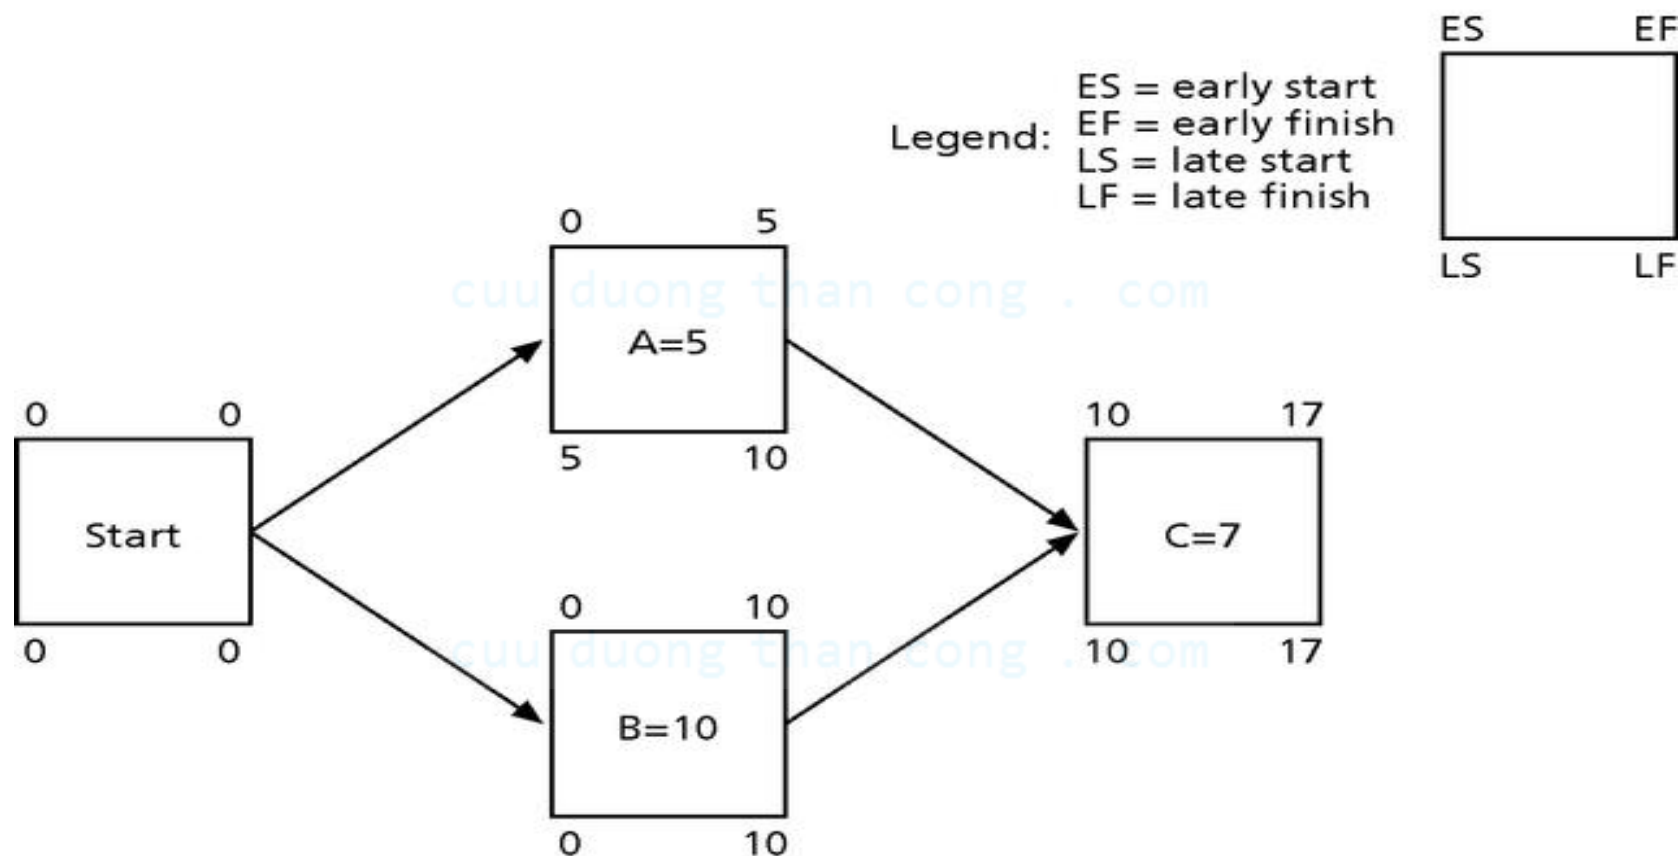 ES EF
Legend:
ES = early start
EF = early finish
LS = late start
LF = late finish
LS LF
0 5
cuu duong than cong . com
A=5
5 10
0 0
Start
0 0
10 17
C=7
10 17
0 10
cuu duong than cong . com
B=10
0 10